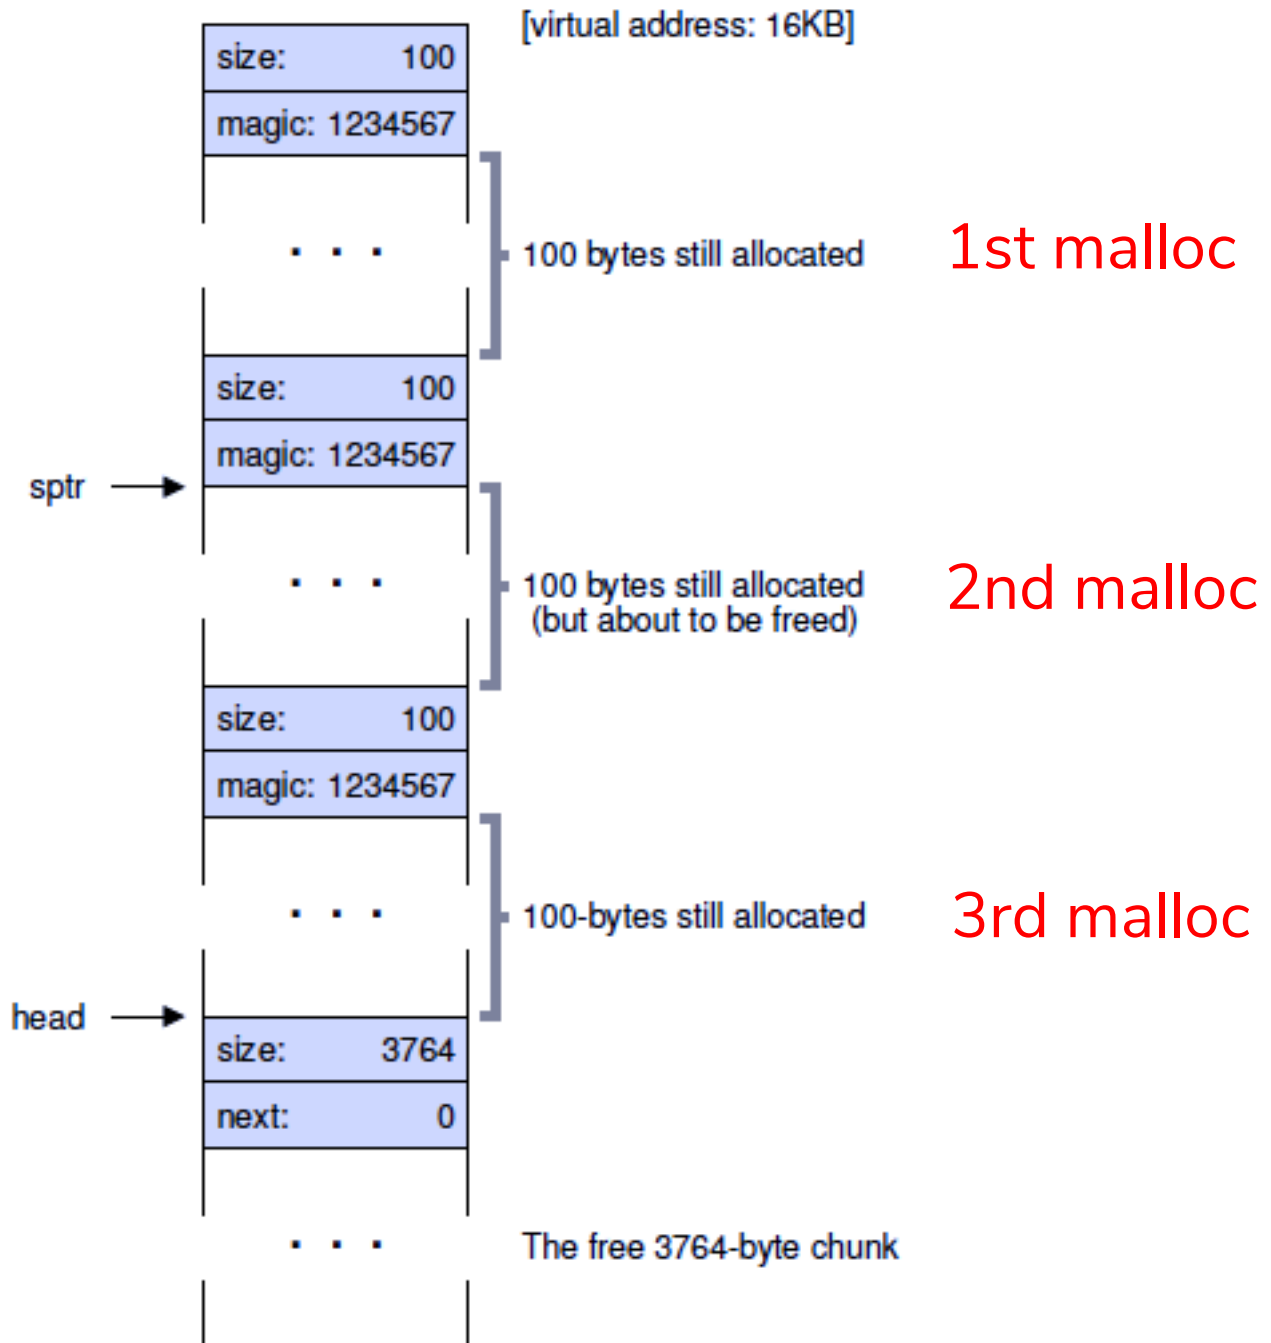 [virtual address: 16KB]
size: 100
magic: 1234567
. . .
100 bytes still allocated
1st malloc
size: 100
magic: 1234567
sptr
. . .
100 bytes still allocated
(but about to be freed)
2nd malloc
size: 100
magic: 1234567
. . .
100-bytes still allocated
3rd malloc
head
size: 3764
next: 0
. . .
The free 3764-byte chunk